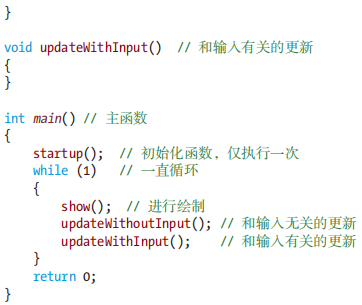 }
void updateWithInput()  // 和输入有关的更新
{
}
int main() // 主函数
{
    startup();  // 初始化函数，仅执行一次
    while (1)   // 一直循环
    {
        show();  // 进行绘制
        updateWithoutInput(); // 和输入无关的更新
        updateWithInput();    // 和输入有关的更新
    }
    return 0;
}